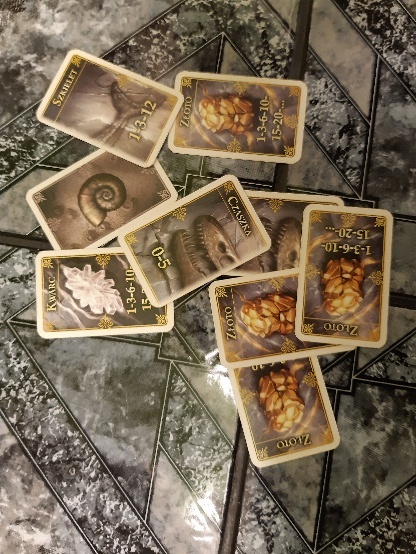 SZKIELET
1-3-12
ZŁOTO
1-3-6-10-
15-20-...
CZASZKA
0-5
KWARC
1-3-6-10-
15-
ZŁOTO
ZŁOTO
1-3-6-10-
15-20-...
ZŁOTO